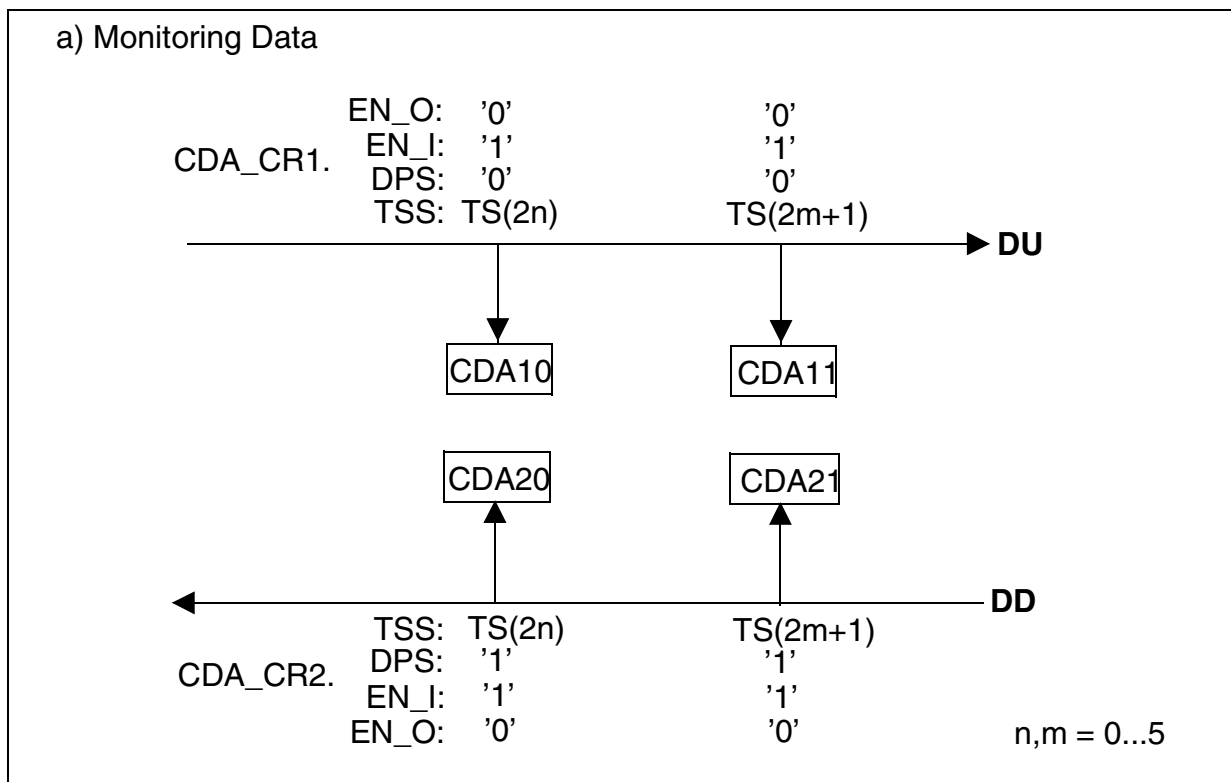 a) Monitoring Data
EN_O: ’0’ ’0’
EN_I: ’1’ ’1’
CDA_CR1.
DPS: ’0’ ’0’
TSS: TS(2n) TS(2m+1)
DU
CDA10 CDA11
CDA20 CDA21
DD
TSS: TS(2n) TS(2m+1)
DPS: ’1’ ’1’
CDA_CR2.
EN_I: ’1’ ’1’
EN_O: ’0’ ’0’ n,m = 0...5